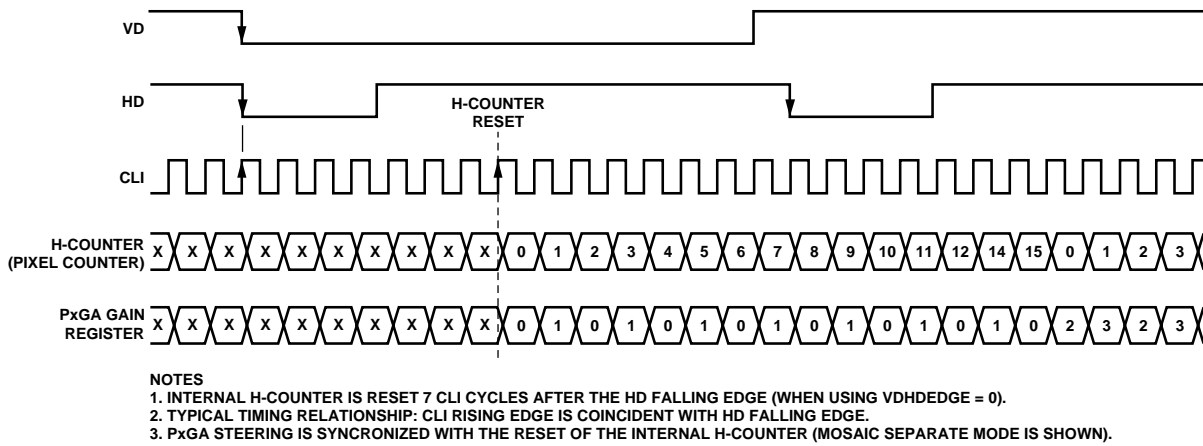 VD
HD
H-COUNTER
RESET
CLI
H-COUNTER
(PIXEL COUNTER)
X X X X X X X X X X 0 1 2 3 4 5 6 7 8 9 10 11 12 14 15 0 1 2 3
PxGA GAIN
REGISTER
X X X X X X X X X X 0 1 0 1 0 1 0 1 0 1 0 1 0 1 0 2 3 2 3
NOTES
1. INTERNAL H-COUNTER IS RESET 7 CLI CYCLES AFTER THE HD FALLING EDGE (WHEN USING VDHDEDGE = 0).
2. TYPICAL TIMING RELATIONSHIP: CLI RISING EDGE IS COINCIDENT WITH HD FALLING EDGE.
3. PxGA STEERING IS SYNCRONIZED WITH THE RESET OF THE INTERNAL H-COUNTER (MOSAIC SEPARATE MODE IS SHOWN).